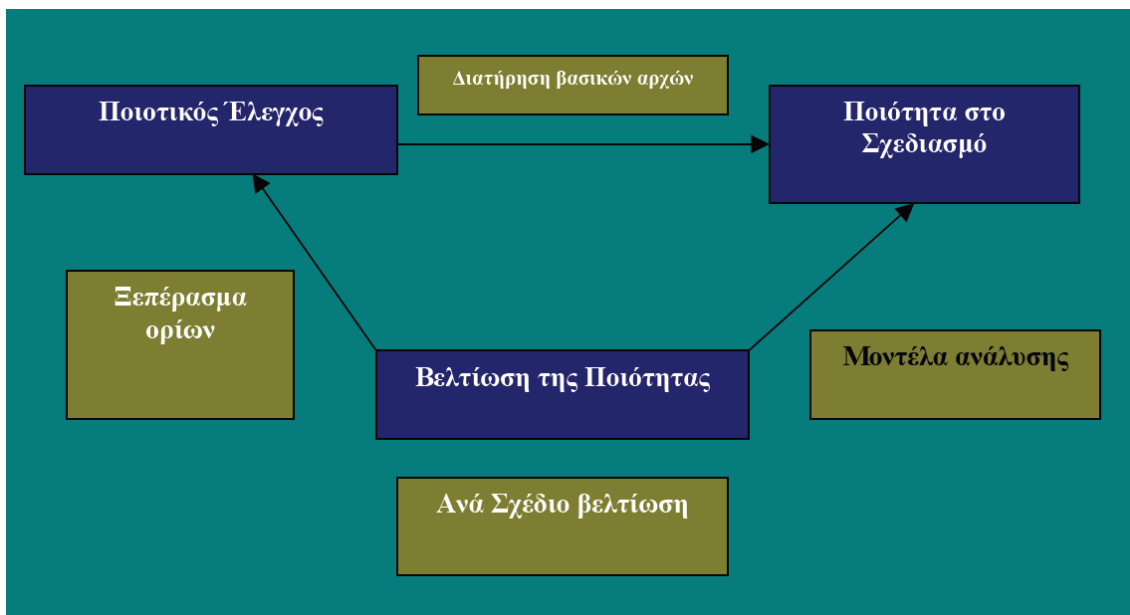 Διατήρηση βασικών αρχών
Ποιοτικός Έλεγχος
Ποιότητα στο
Σχεδιασμό
Ξεπέρασμα
ορίων
Βελτίωση της Ποιότητας
Μοντέλα ανάλυσης
Ανά Σχέδιο βελτίωση